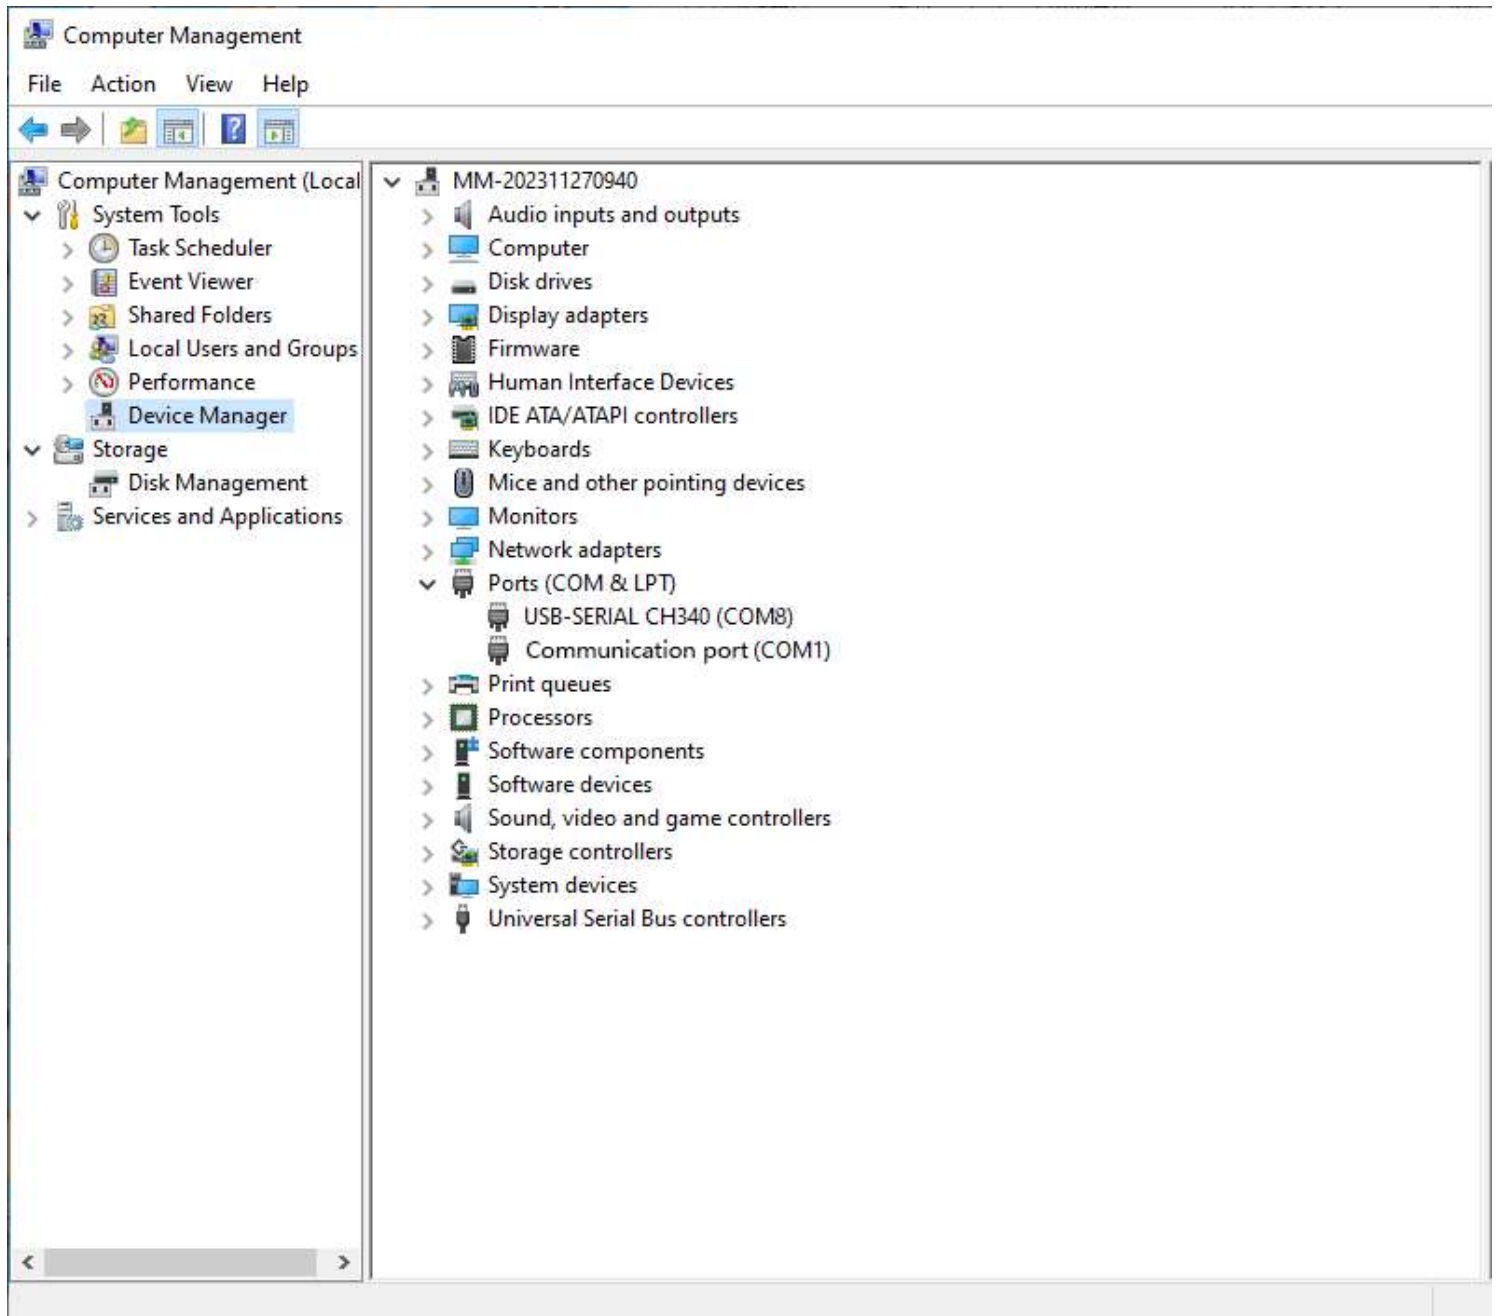 Computer Management
File Action View Help
Computer Management (Local
System Tools
Task Scheduler
Event Viewer
Shared Folders
Local Users and Groups
Performance
Device Manager
Storage
Disk Management
Services and Applications
MM-202311270940
Audio inputs and outputs
Computer
Disk drives
Display adapters
Firmware
Human Interface Devices
IDE ATA/ATAPI controllers
Keyboards
Mice and other pointing devices
Monitors
Network adapters
Ports (COM & LPT)
USB-SERIAL CH340 (COM8)
Communication port (COM1)
Print queues
Processors
Software components
Software devices
Sound, video and game controllers
Storage controllers
System devices
Universal Serial Bus controllers